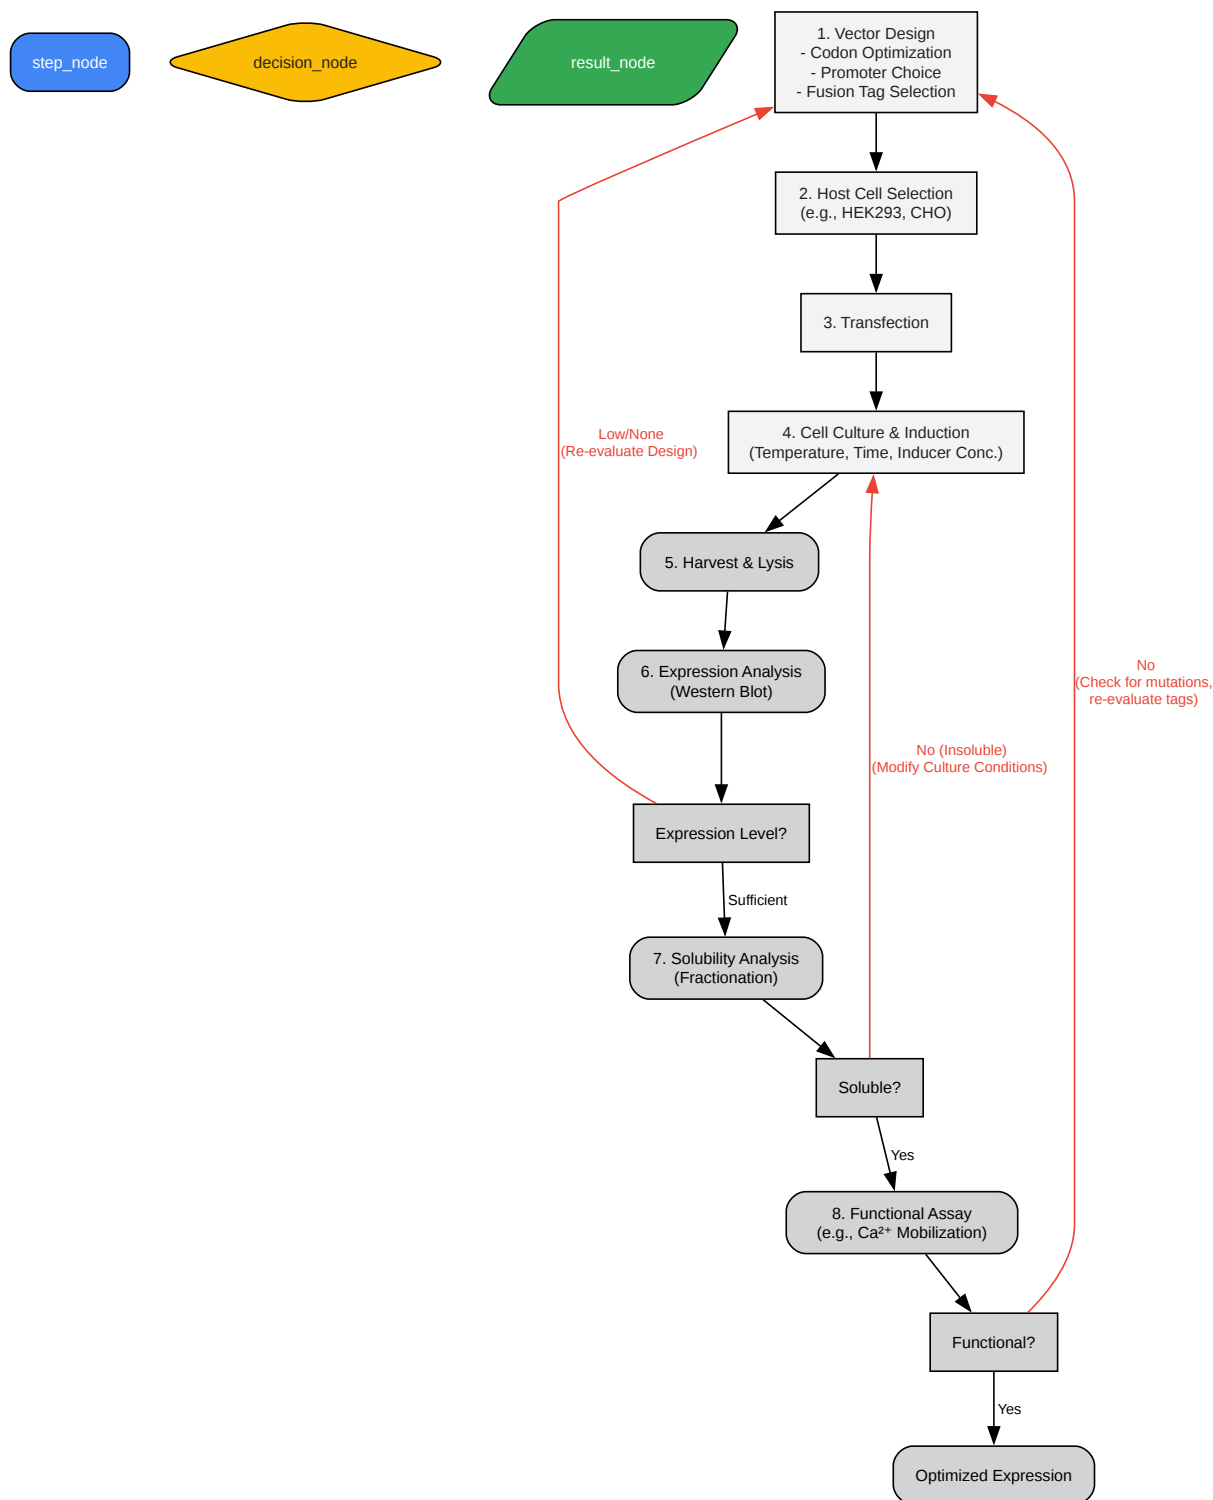 step_node
decision_node
result_node
1. Vector Design
- Codon Optimization
- Promoter Choice
- Fusion Tag Selection
2. Host Cell Selection
(e.g., HEK293, CHO)
3. Transfection
4. Cell Culture & Induction
(Temperature, Time, Inducer Conc.)
Low/None
(Re-evaluate Design)
5. Harvest & Lysis
6. Expression Analysis
(Western Blot)
No
(Check for mutations,
re-evaluate tags)
No (Insoluble)
(Modify Culture Conditions)
Expression Level?
Sufficient
7. Solubility Analysis
(Fractionation)
Soluble?
Yes
8. Functional Assay
(e.g., Ca²⁺ Mobilization)
Functional?
Yes
Optimized Expression